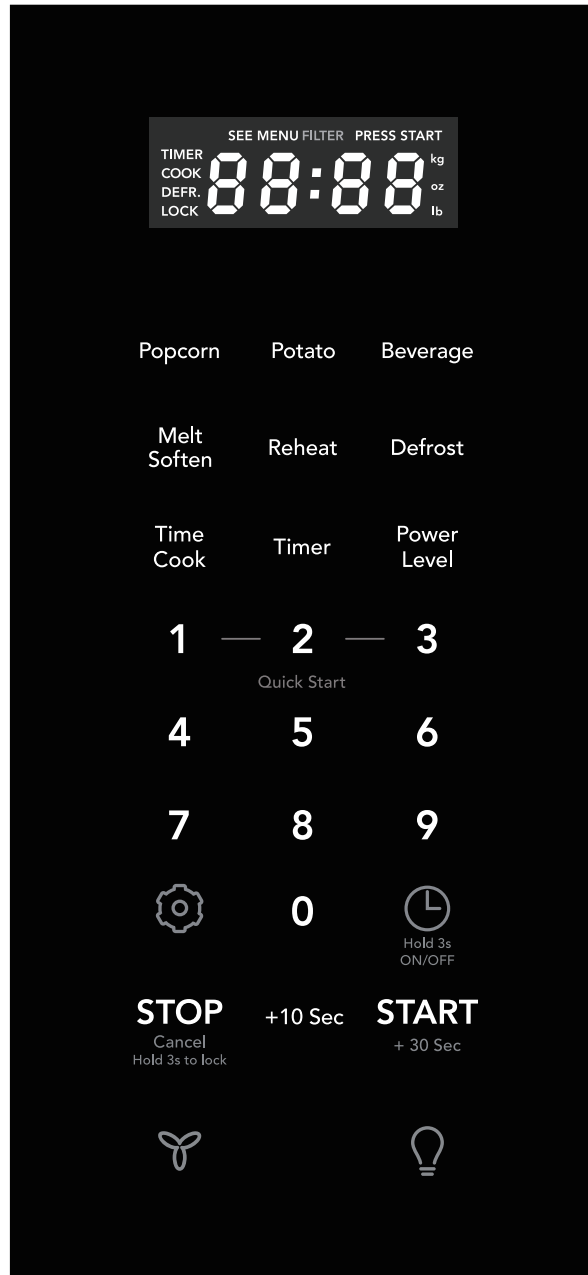 SEE MENU FILTER PRESS START
TIMER
COOK
DEFR.
LOCK
88:88
kg
oz
lb
Popcorn Potato Beverage
Melt
Soften
Reheat
Defrost
Time
Cook
Timer
Power
Level
1 — 2 — 3
Quick Start
4 5 6
7 8 9
0
Hold 3s
ON/OFF
STOP
Cancel
Hold 3s to lock
+10 Sec
START
+ 30 Sec